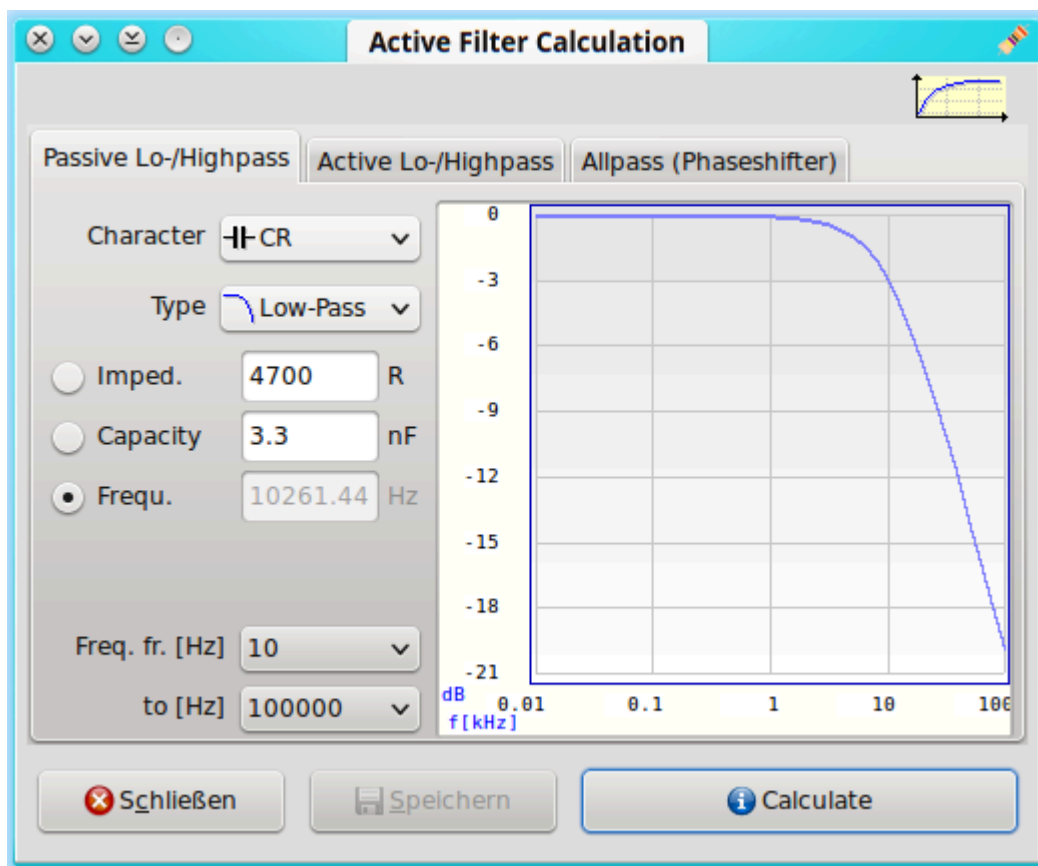 Active Filter Calculation
Passive Lo-/Highpass Active Lo-/Highpass Allpass (Phaseshifter)
Character CR
Type Low-Pass
Imped. 4700 R
Capacity 3.3 nF
Frequ. 10261.44 Hz
Freq. fr. [Hz] 10
to [Hz] 100000
0
-3
-6
-9
-12
-15
-18
-21
dB 0.01 0.1 1 10 100
f[kHz]
Schließen Speichern Calculate